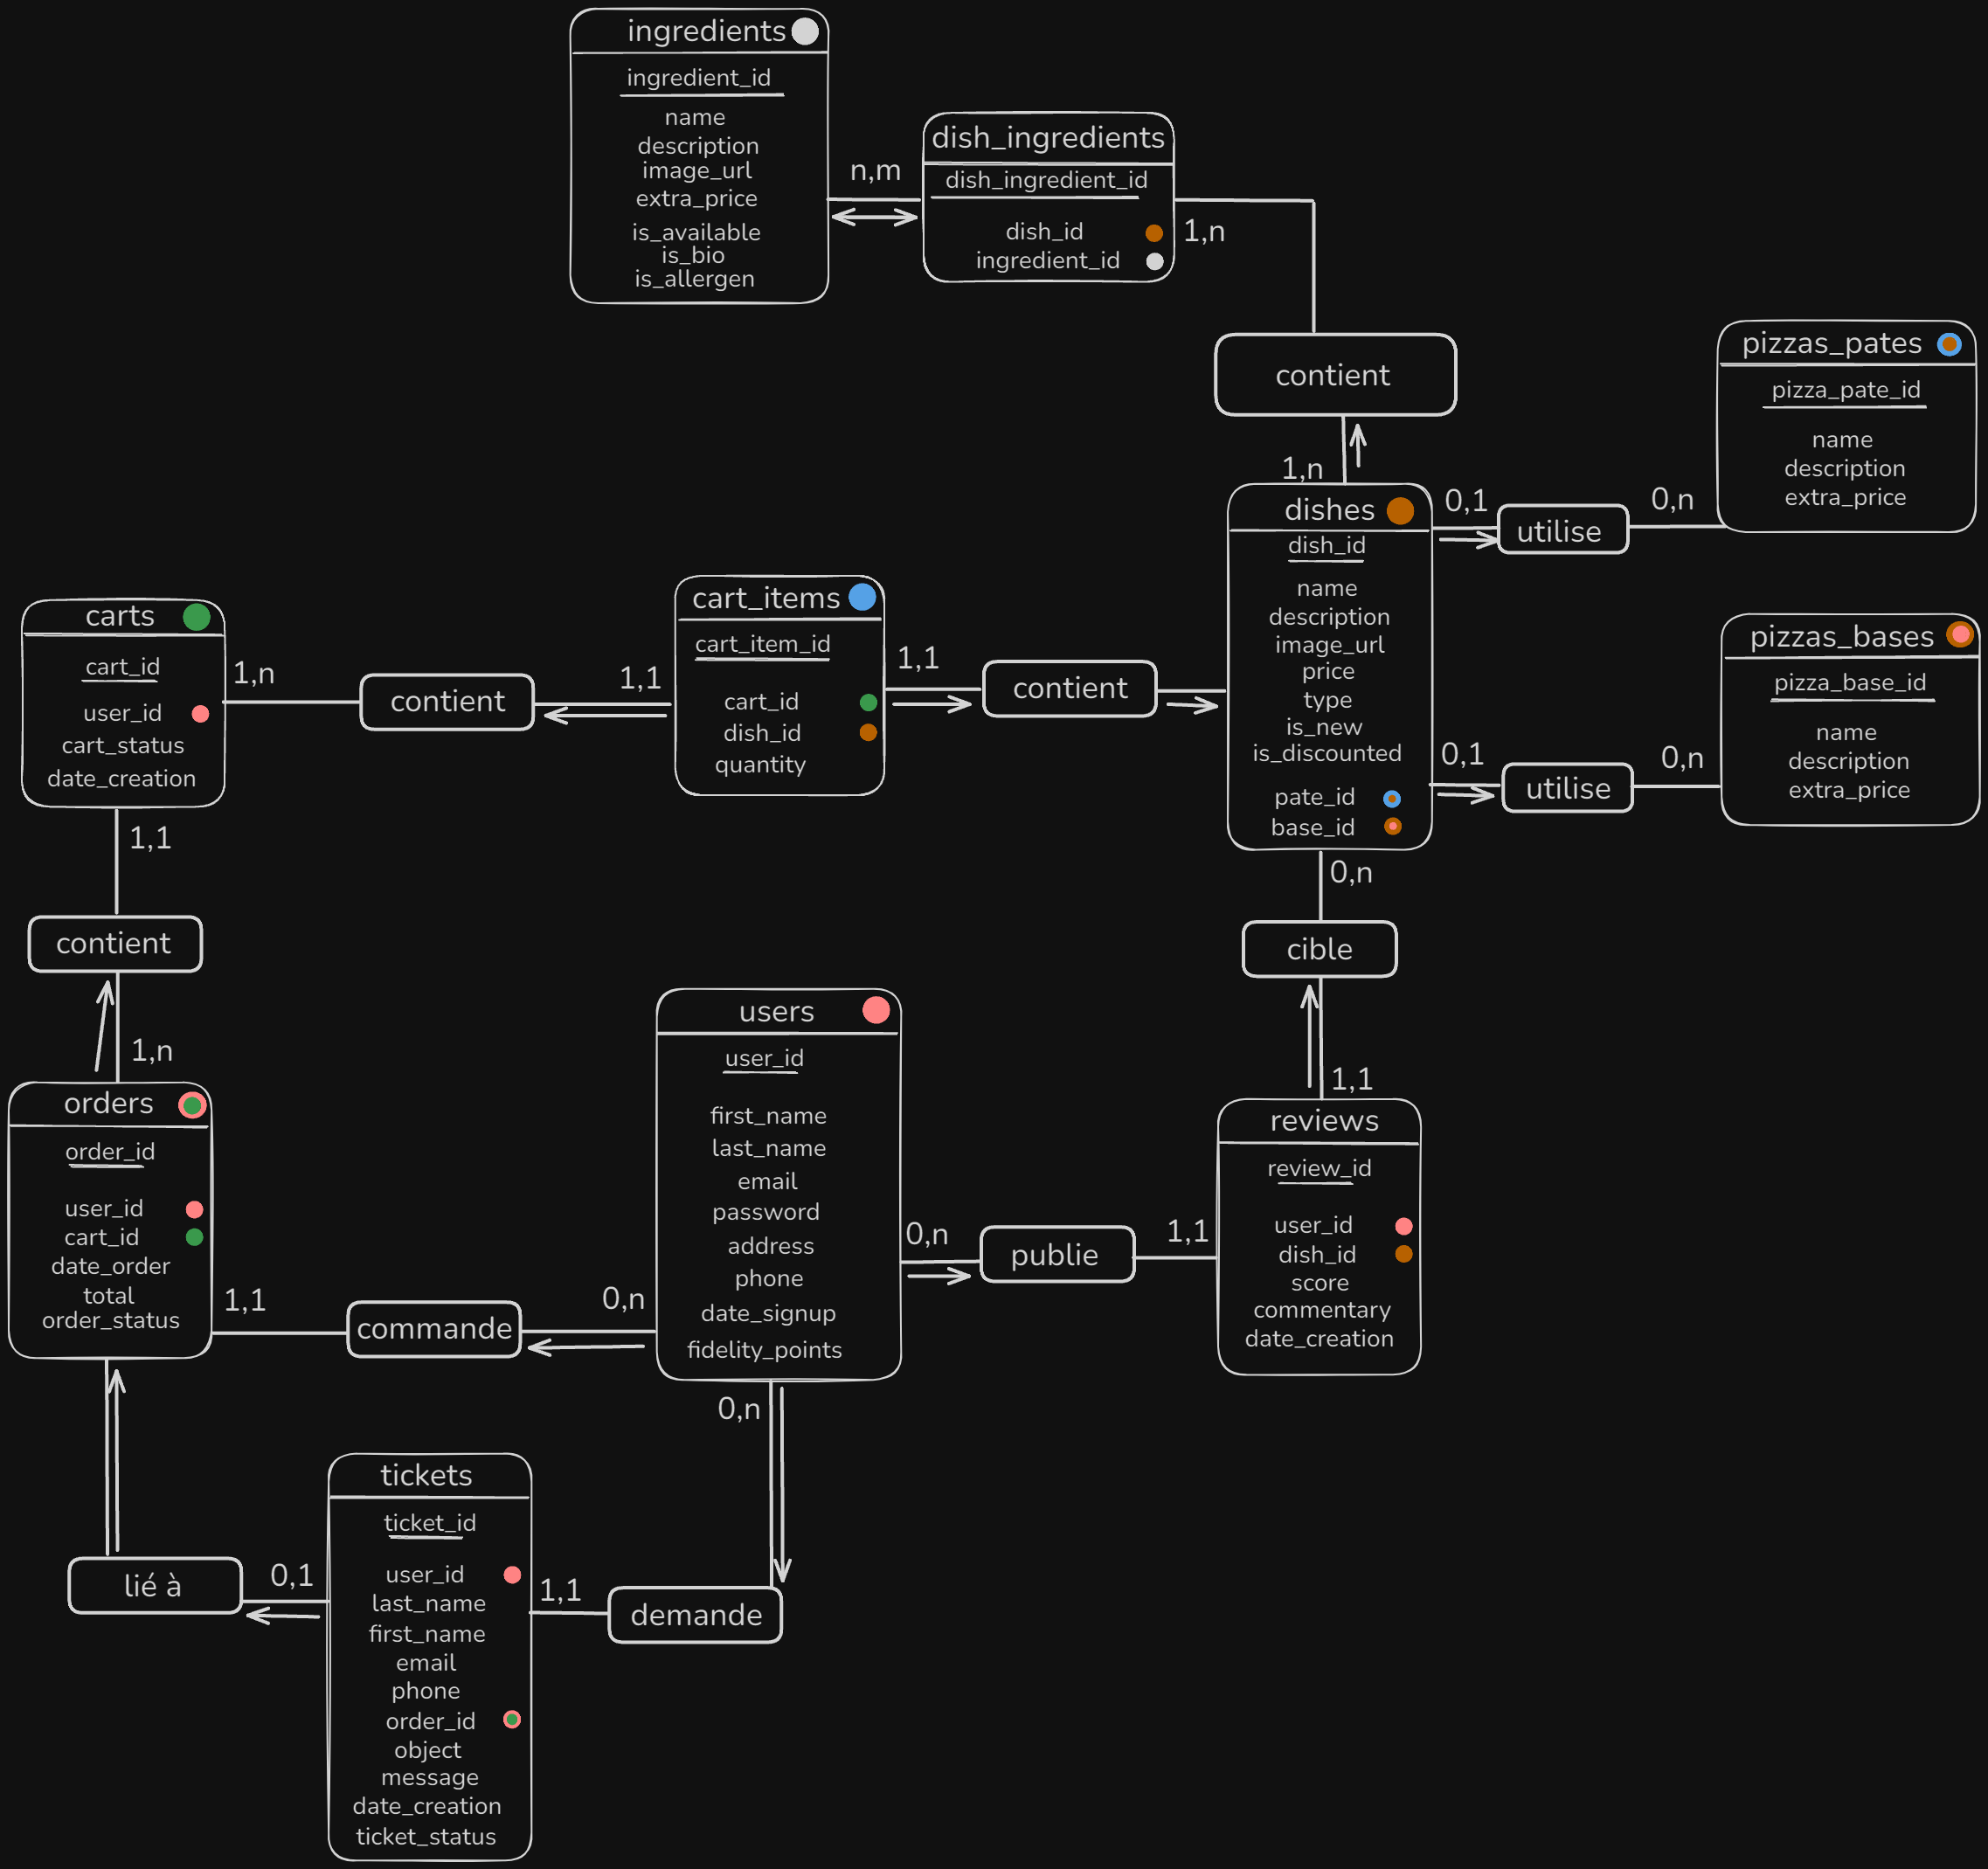 ingredients
ingredient_id
name
description
image_url
extra_price
is_available
is_bio
is_allergen
n,m
dish_ingredients
dish_ingredient_id
dish_id
ingredient_id
1,n
contient
1,n
pizzas_pates
pizza_pate_id
name
description
extra_price
dishes
dish_id
name
description
image_url
price
type
is_new
is_discounted
pate_id
base_id
0,1
utilise
0,n
pizzas_bases
pizza_base_id
name
description
extra_price
0,1
utilise
0,n
carts
cart_id
user_id
cart_status
date_creation
1,n
contient
1,1
cart_items
cart_item_id
cart_id
dish_id
quantity
1,1
contient
1,1
contient
1,n
0,n
cible
1,1
orders
order_id
user_id
cart_id
date_order
total
order_status
1,1
commande
0,n
users
user_id
first_name
last_name
email
password
address
phone
date_signup
fidelity_points
0,n
publie
1,1
reviews
review_id
user_id
dish_id
score
commentary
date_creation
0,n
lié à
0,1
tickets
ticket_id
user_id
last_name
first_name
email
phone
order_id
object
message
date_creation
ticket_status
1,1
demande